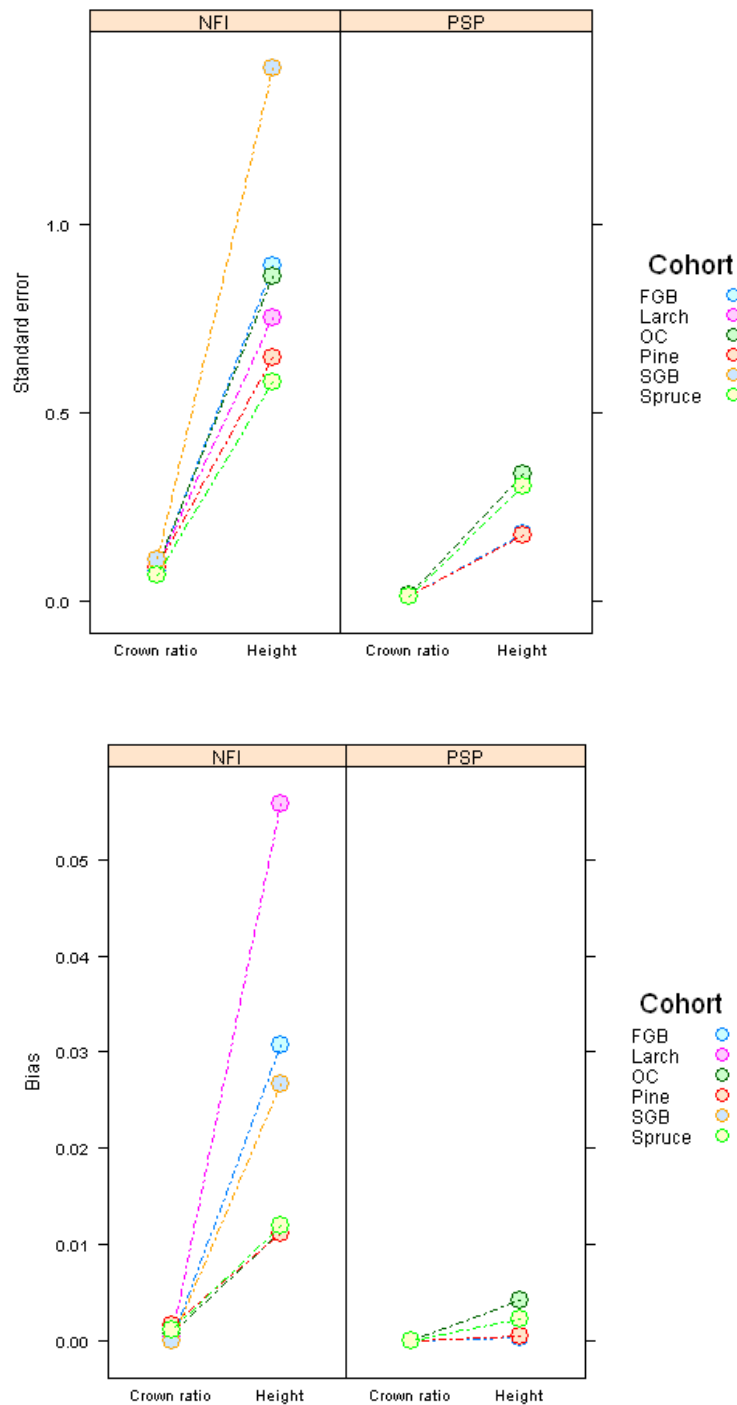 NFI PSP
1.0
0.5
0.0
Standard error
Crown ratio Height Crown ratio Height
Cohort
FGB
Larch
OC
Pine
SGB
Spruce
NFI PSP
0.05
0.04
0.03
0.02
0.01
0.00
Bias
Crown ratio Height Crown ratio Height
Cohort
FGB
Larch
OC
Pine
SGB
Spruce